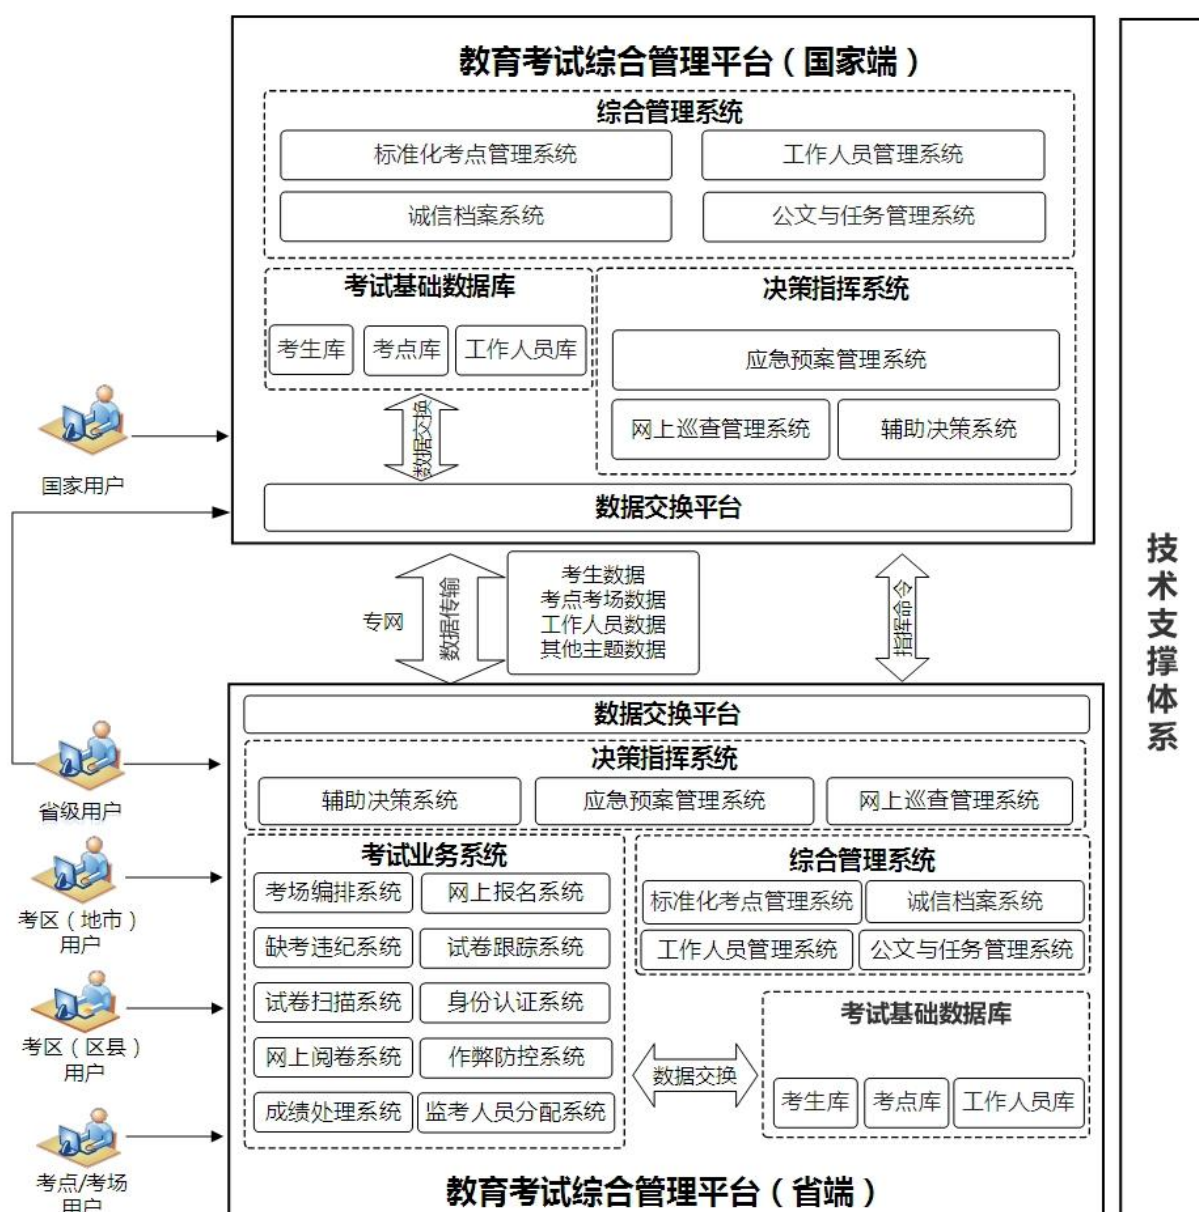 教育考试综合管理平台（国家端）
综合管理系统
标准化考点管理系统
工作人员管理系统
诚信档案系统
公文与任务管理系统
考试基础数据库
考生库
考点库
工作人员库
决策指挥系统
应急预案管理系统
网上巡查管理系统
辅助决策系统
数据交换
数据交换平台
国家用户
专网
数据传输
考生数据
考点考场数据
工作人员数据
其他主题数据
指挥命令
技术支撑体系
数据交换平台
决策指挥系统
辅助决策系统
应急预案管理系统
网上巡查管理系统
省级用户
考区（地市）
用户
考区（区县）
用户
考点/考场
用户
考试业务系统
考场编排系统
网上报名系统
缺考违纪系统
试卷跟踪系统
试卷扫描系统
身份认证系统
网上阅卷系统
作弊防控系统
成绩处理系统
监考人员分配系统
综合管理系统
标准化考点管理系统
诚信档案系统
工作人员管理系统
公文与任务管理系统
数据交换
考试基础数据库
考生库
考点库
工作人员库
教育考试综合管理平台（省端）